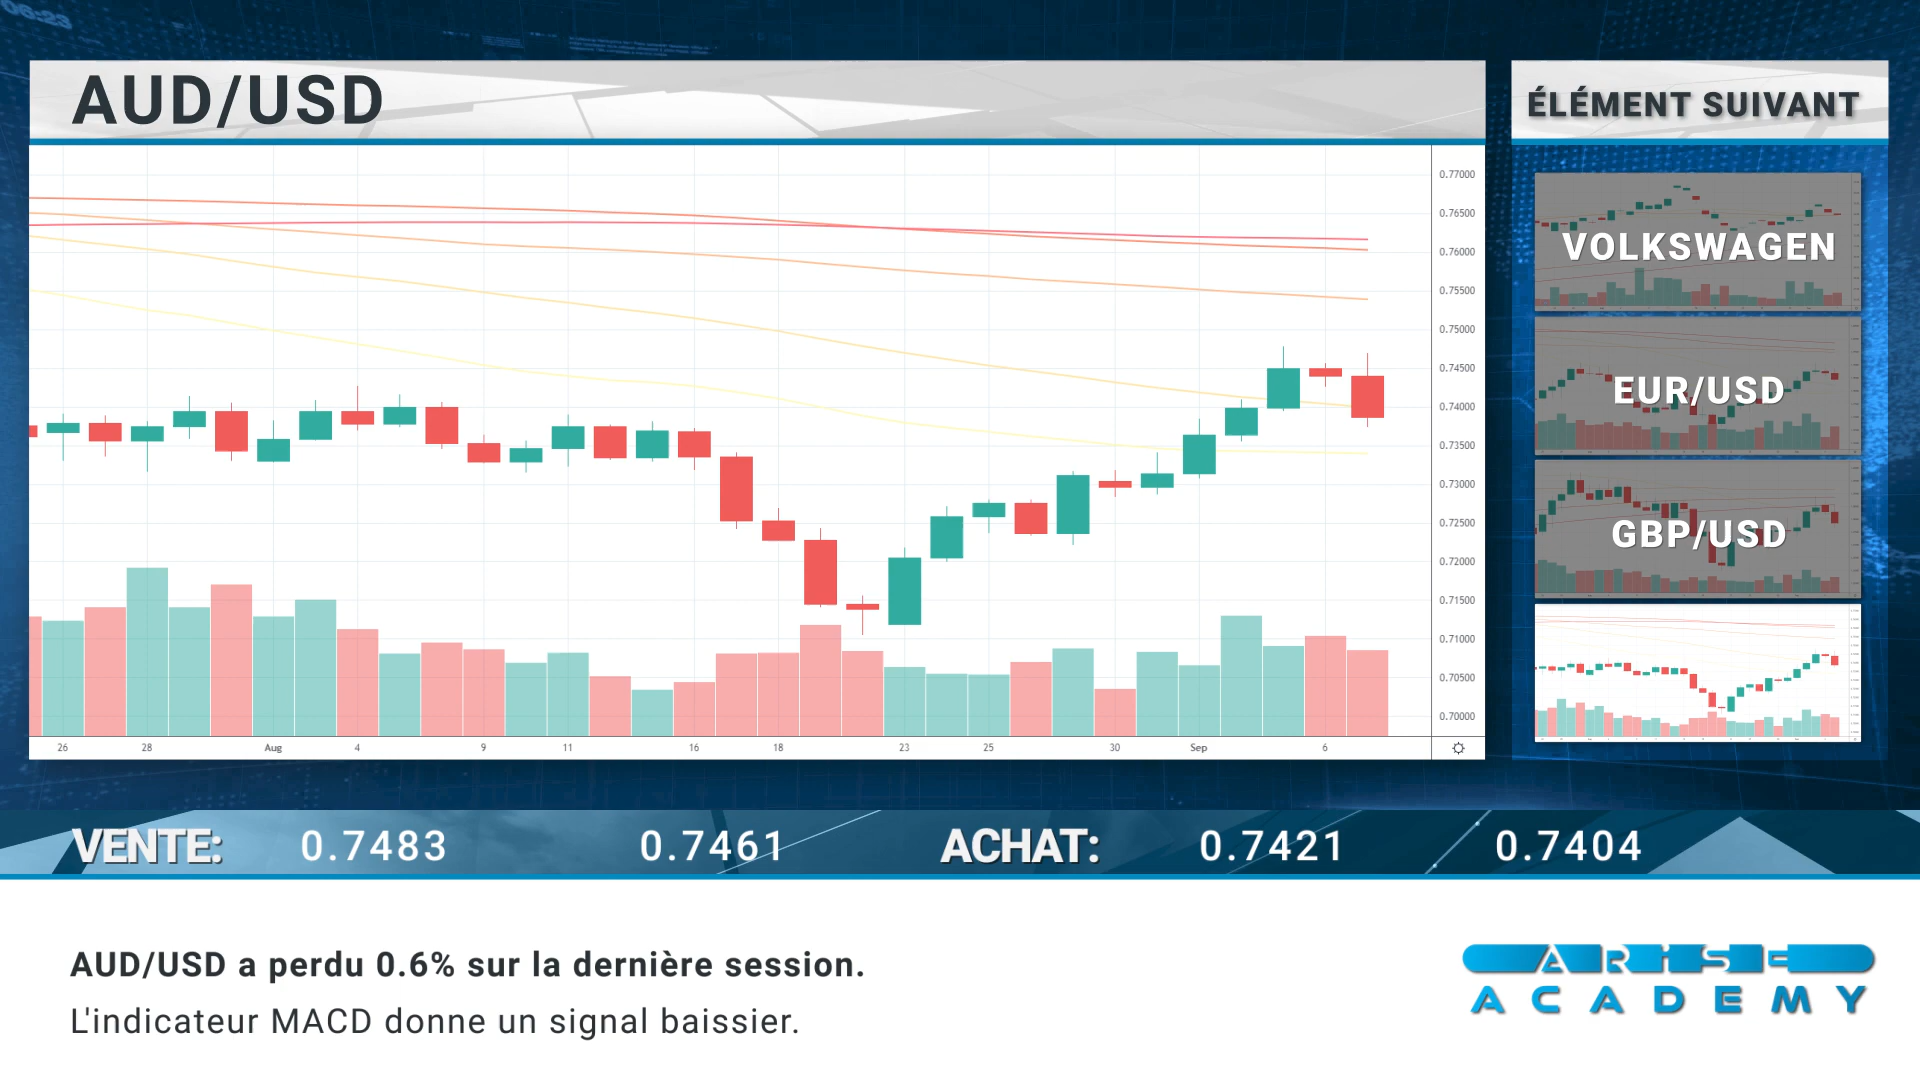 06:23
AUD/USD
ÉLÉMENT SUIVANT
0.77000
0.76500
0.76000
0.75500
0.75000
0.74500
0.74000
0.73500
0.73000
0.72500
0.72000
0.71500
0.71000
0.70500
0.70000
26 28 Aug 4 9 11 16 18 23 25 30 Sep 6
VOLKSWAGEN
EUR/USD
GBP/USD
VENTE: 0.7483 0.7461 ACHAT: 0.7421 0.7404
AUD/USD a perdu 0.6% sur la dernière session.
L'indicateur MACD donne un signal baissier.
ARiSE
ACADEMY